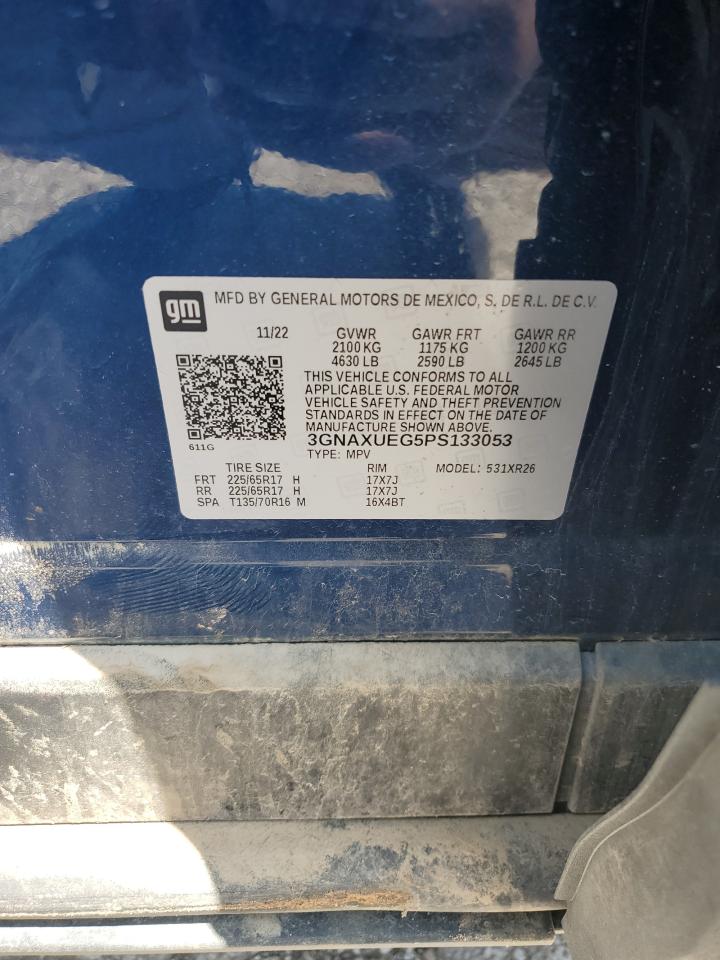 gm MFD BY GENERAL MOTORS DE MEXICO, S. DE R.L. DE C.V.
11/22 GVWR GAWR FRT GAWR RR
2100 KG 1175 KG 1200 KG
4630 LB 2590 LB 2645 LB
THIS VEHICLE CONFORMS TO ALL
APPLICABLE U.S. FEDERAL MOTOR
VEHICLE SAFETY AND THEFT PREVENTION
STANDARDS IN EFFECT ON THE DATE OF
MANUFACTURE SHOWN ABOVE.
3GNAXUEG5PS133053
611G
TYPE: MPV
TIRE SIZE RIM MODEL: 531XR26
FRT 225/65R17 H 17X7J
RR 225/65R17 H 17X7J
SPA T135/70R16 M 16X4BT